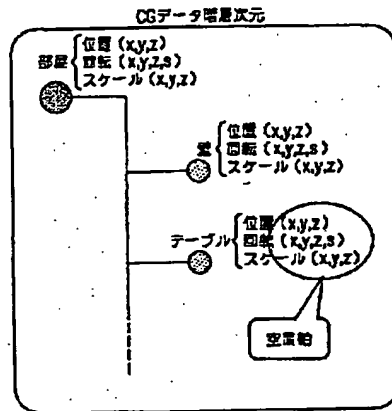 CGデータ階層次元
部屋
位置 (x,y,z)
回転 (x,y,z,s)
スケール (x,y,z)
壁
位置 (x,y,z)
回転 (x,y,z,s)
スケール (x,y,z)
テーブル
位置 (x,y,z)
回転 (x,y,z,s)
スケール (x,y,z)
空間軸